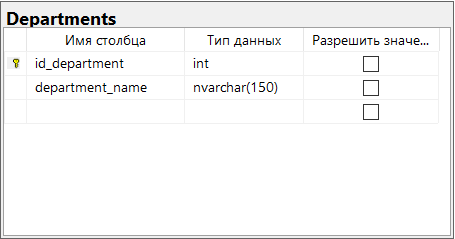 Departments
Имя столбца Тип данных Разрешить значе...
id_department int
department_name nvarchar(150)